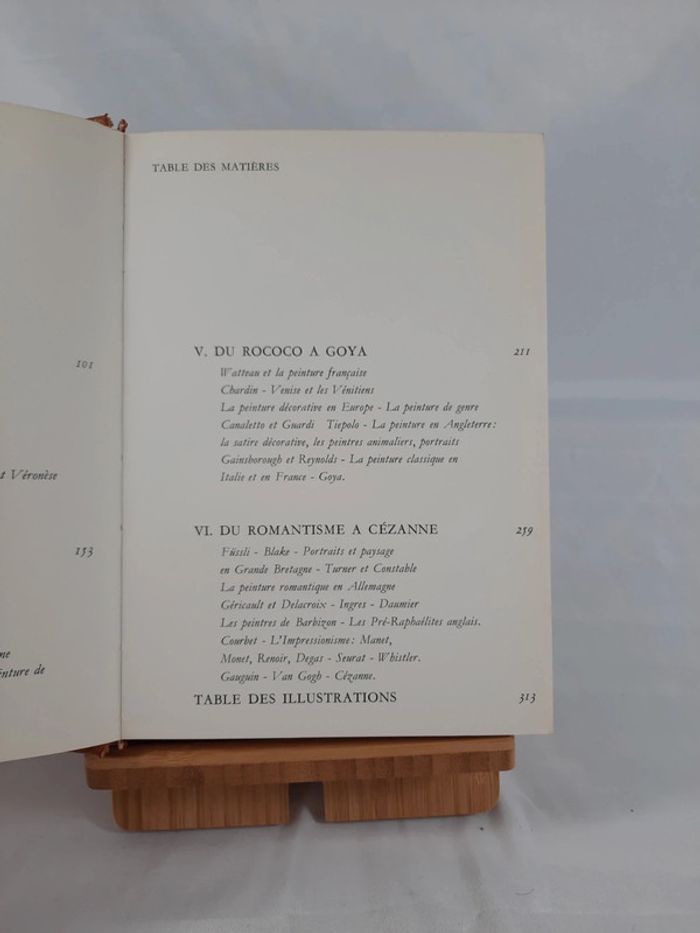 101
t Véronèse
153
me
inture de
TABLE DES MATIÈRES
V. DU ROCOCO A GOYA 211
Watteau et la peinture française
Chardin - Venise et les Vénitiens
La peinture décorative en Europe - La peinture de genre
Canaletto et Guardi Tiepolo - La peinture en Angleterre:
la satire décorative, les peintres animaliers, portraits
Gainsborough et Reynolds - La peinture classique en
Italie et en France - Goya.
VI. DU ROMANTISME A CÉZANNE 259
Füssli - Blake - Portraits et paysage
en Grande Bretagne - Turner et Constable
La peinture romantique en Allemagne
Géricault et Delacroix - Ingres - Daumier
Les peintres de Barbizon - Les Pré-Raphaélites anglais.
Courbet - L'Impressionisme: Manet,
Monet, Renoir, Degas - Seurat - Whistler.
Gauguin - Van Gogh - Cézanne.
TABLE DES ILLUSTRATIONS 313